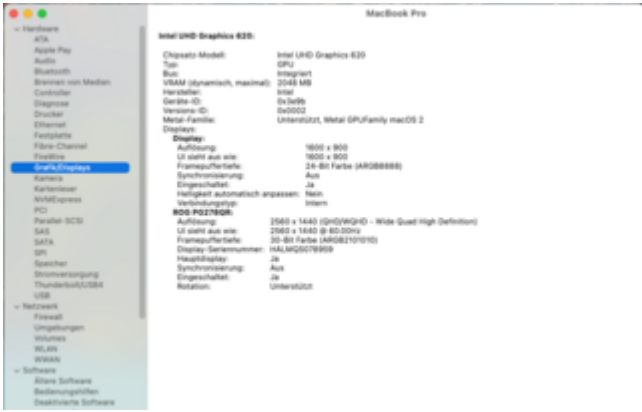 MacBook Pro
Hardware
ATA
Apple Pay
Audio
Bluetooth
Brennen von Medien
Controller
Diagnose
Drucker
Ethernet
Festplatte
Fibre-Channel
FireWire
Grafik/Displays
Kamera
Kartenleser
NVMExpress
PCI
Parallel-SCSI
SAS
SATA
SPI
Speicher
Stromversorgung
Thunderbolt/USB4
USB
Netzwerk
Firewall
Umgebungen
Volumes
WLAN
WWAN
Software
Ältere Software
Bedienungshilfen
Deaktivierte Software
Intel UHD Graphics 620:
Chipsatz-Modell: Intel UHD Graphics 620
Typ: GPU
Bus: Integriert
VRAM (dynamisch, maximal): 2048 MB
Hersteller: Intel
Geräte-ID: 0x3e9b
Versions-ID: 0x0002
Metal-Familie: Unterstützt, Metal GPUFamily macOS 2
Displays:
Display:
Auflösung: 1600 x 900
UI sieht aus wie: 1600 x 900
Framepuffertiefe: 24-Bit Farbe (ARGB8888)
Synchronisierung: Aus
Eingeschaltet: Ja
Helligkeit automatisch anpassen: Nein
Verbindungstyp: Intern
ROG PG278QR:
Auflösung: 2560 x 1440 (QHD/WQHD - Wide Quad High Definition)
UI sieht aus wie: 2560 x 1440 @ 60.00Hz
Framepuffertiefe: 30-Bit Farbe (ARGB2101010)
Display-Seriennummer:
Hauptdisplay: Ja
Synchronisierung: Aus
Eingeschaltet: Ja
Rotation: Unterstützt